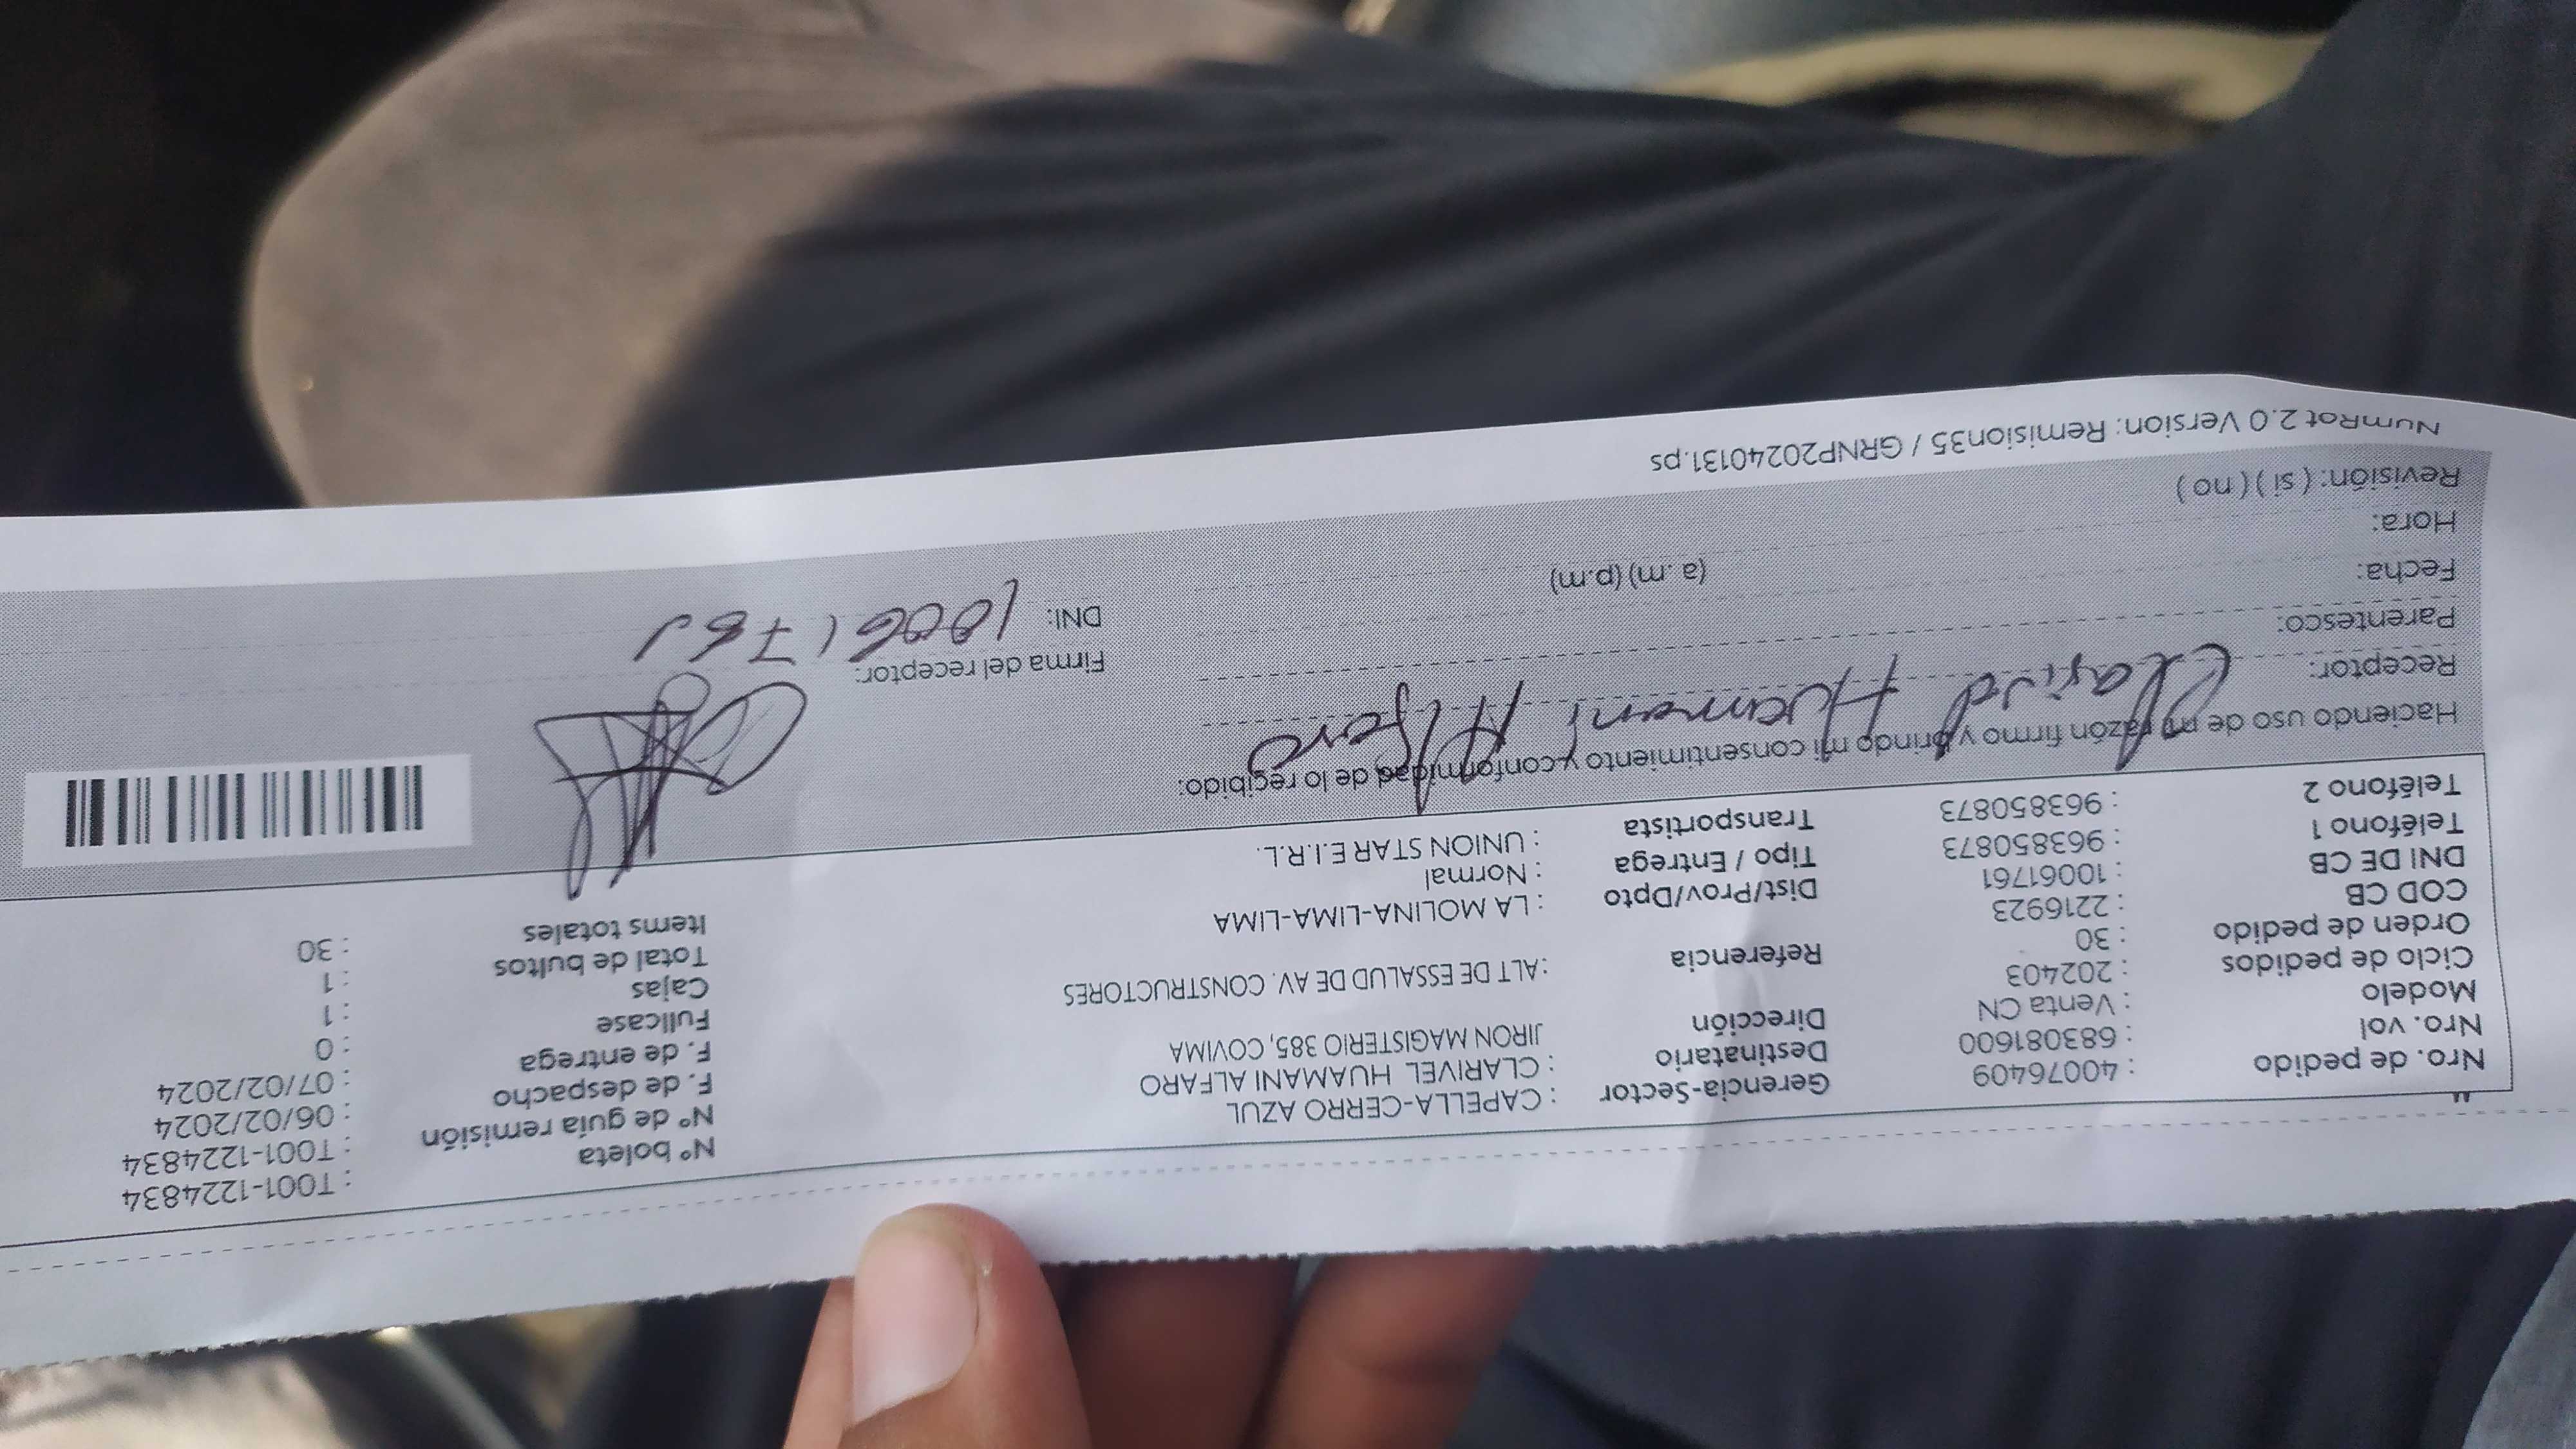 Nro. de pedido : 40076409 Gerencia-Sector : CAPELLA-CERRO AZUL N° boleta : T001-1224834
Nro. vol : 683081600 Destinatario : CLARIVEL HUAMANI ALFARO N° de guía remisión : T001-1224834
Modelo : Venta CN Dirección JIRON MAGISTERIO 385, COVIMA F. de despacho : 06/02/2024
Ciclo de pedidos : 202403 F. de entrega : 07/02/2024
Orden de pedido : 30 Referencia : ALT DE ESSALUD DE AV. CONSTRUCTORES Fullcase : 0
COD CB : 2216923 Cajas : 1
DNI DE CB : 10061761 Dist/Prov/Dpto : LA MOLINA-LIMA-LIMA Total de bultos : 1
Teléfono 1 : 963850873 Tipo / Entrega : Normal Items totales : 30
Teléfono 2 : 963850873 Transportista : UNION STAR E.I.R.L.
Haciendo uso de mi razón firmo y brindo mi consentimiento y conformidad de lo recibido:
Receptor: Huamani Alfaro Firma del receptor:
Parentesco: DNI:
Fecha:
Hora: (a.m) (p.m)
Revisión: ( si ) ( no )
NumRot 2.0 Version: Remision35 / GRNP20240131.ps